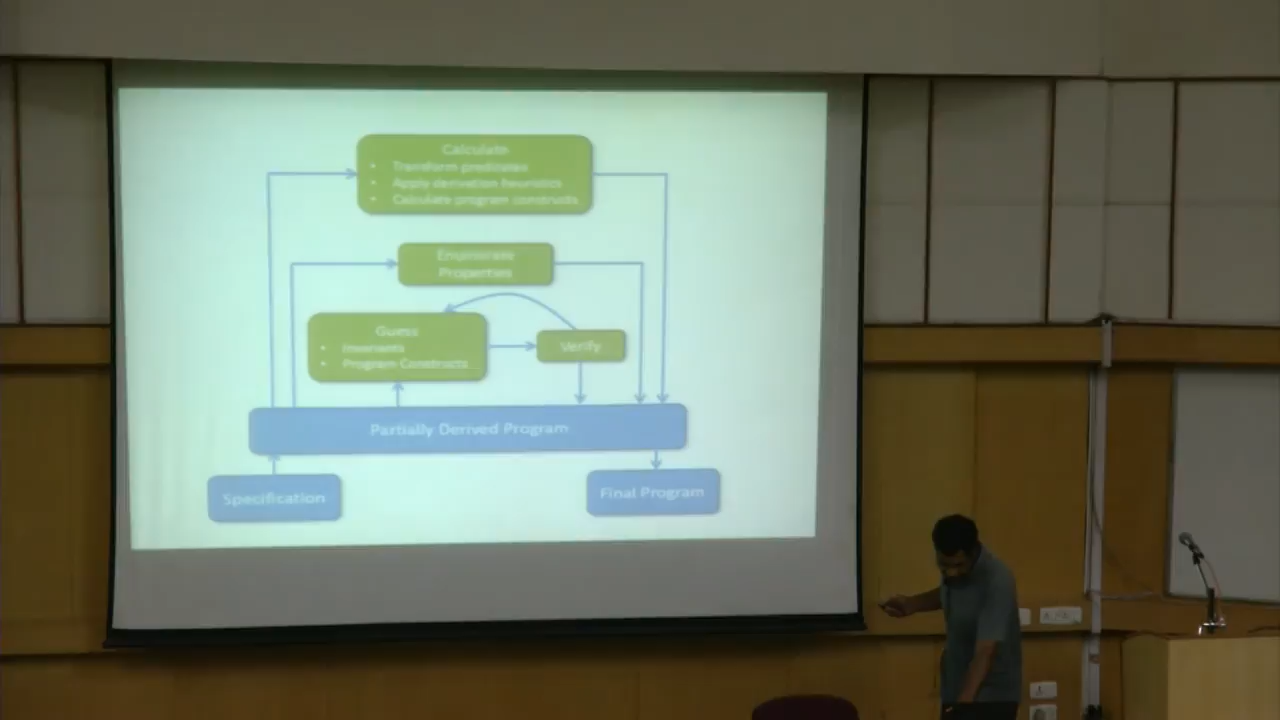 Calculate
• Transform predicates
• Apply derivation heuristics
• Calculate program constructs
Enumerate
Properties
Guess
• Invariants
• Program Constructs
Verify
Partially Derived Program
Specification
Final Program